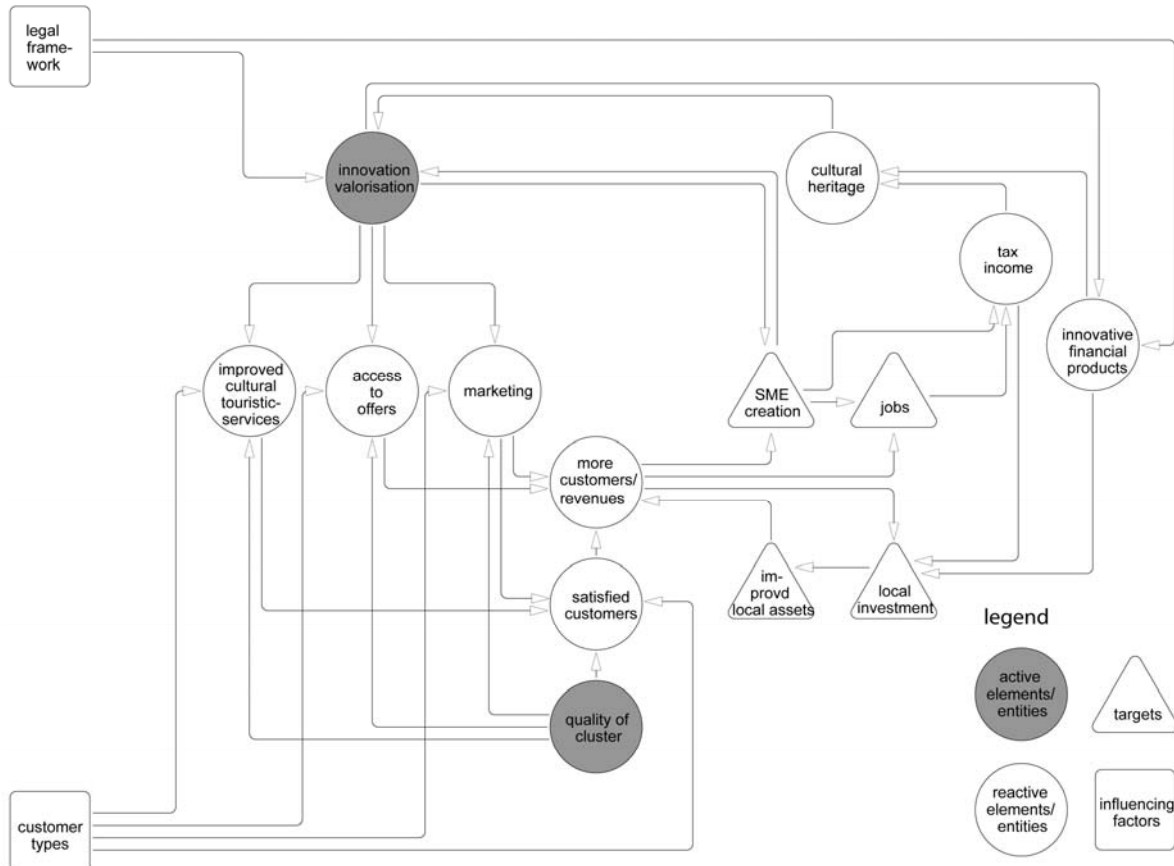 legal
frame-
work
innovation
valorisation
cultural
heritage
tax
income
innovative
financial
products
improved
cultural
touristic-
services
access
to
offers
marketing
SME
creation
jobs
more
customers/
revenues
satisfied
customers
im-
provd
local assets
local
investment
quality of
cluster
customer
types
legend
active
elements/
entities
targets
reactive
elements/
entities
influencing
factors